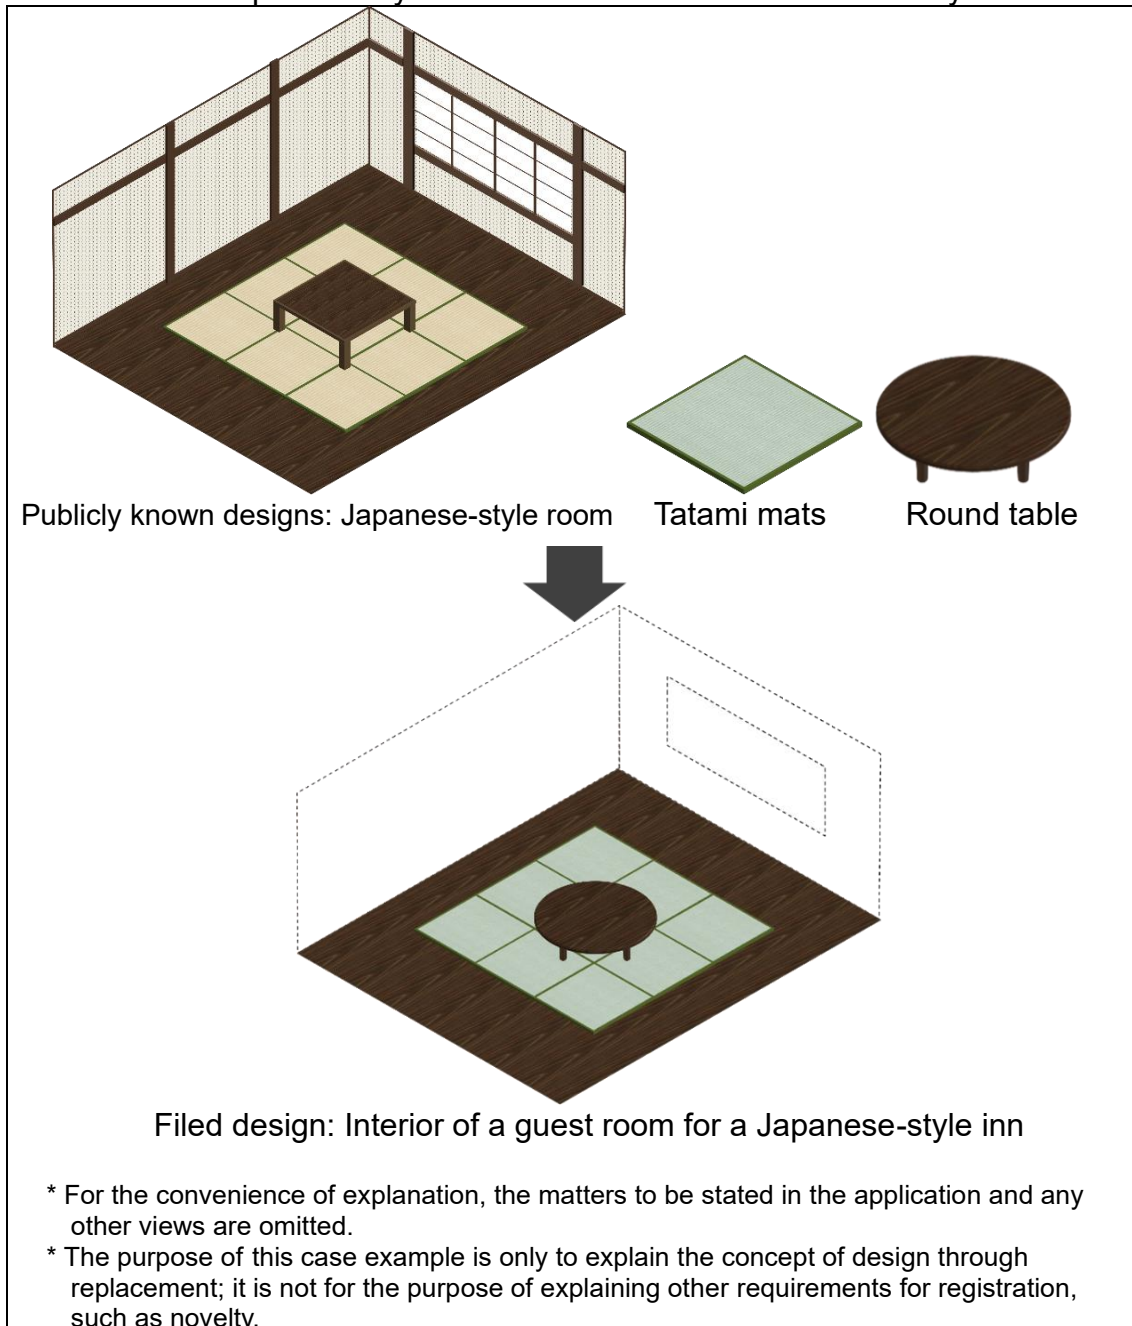 Publicly known designs: Japanese-style room
Tatami mats
Round table
Filed design: Interior of a guest room for a Japanese-style inn
* For the convenience of explanation, the matters to be stated in the application and any
other views are omitted.
* The purpose of this case example is only to explain the concept of design through
replacement; it is not for the purpose of explaining other requirements for registration,
such as novelty.